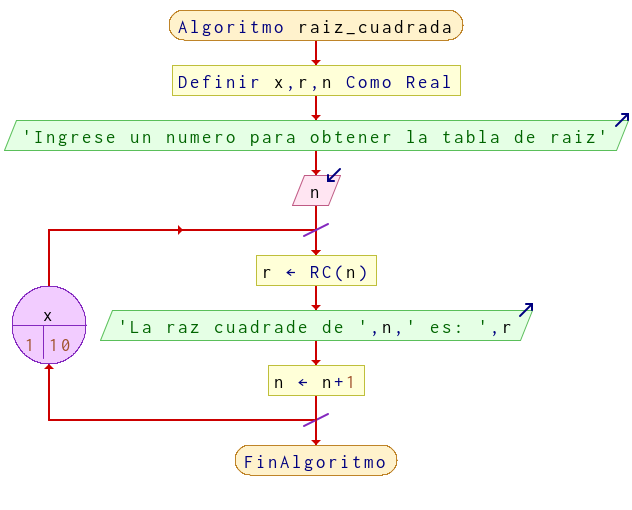 Algoritmo raiz_cuadrada
Definir x,r,n Como Real
'Ingrese un numero para obtener la tabla de raiz'
n
r ← RC(n)
x
1 10
'La raz cuadrade de ',n,' es: ',r
n ← n+1
FinAlgoritmo